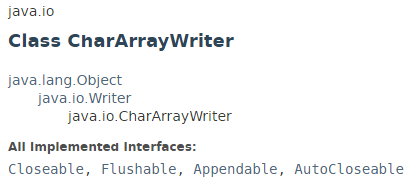 java.io
Class CharArrayWriter
java.lang.Object
java.io.Writer
java.io.CharArrayWriter
All Implemented Interfaces:
Closeable, Flushable, Appendable, AutoCloseable